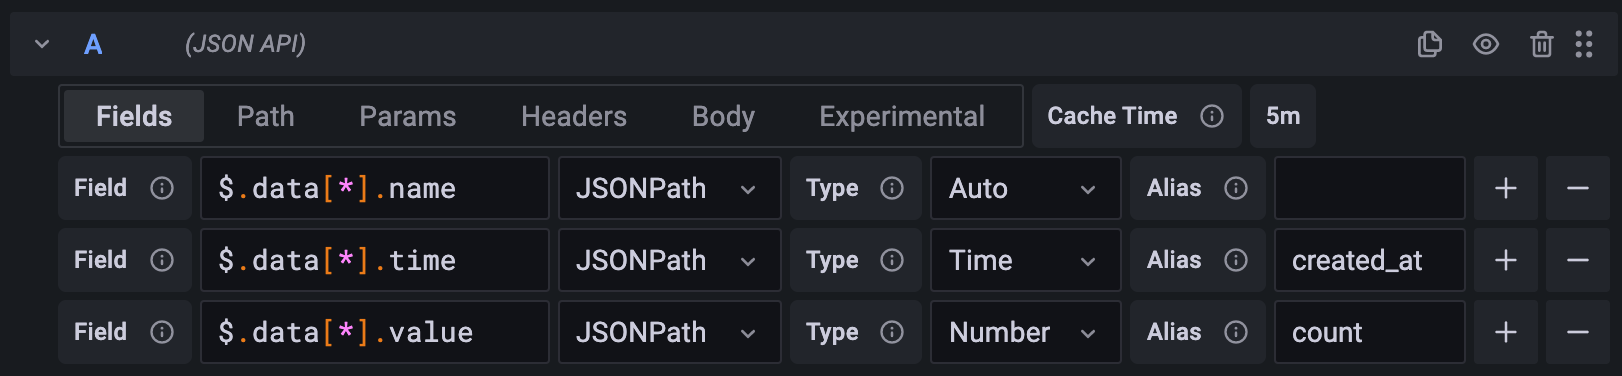 A (JSON API)
Fields Path Params Headers Body Experimental Cache Time 5m
Field $.data[*].name JSONPath Type Auto Alias
Field $.data[*].time JSONPath Type Time Alias created_at
Field $.data[*].value JSONPath Type Number Alias count